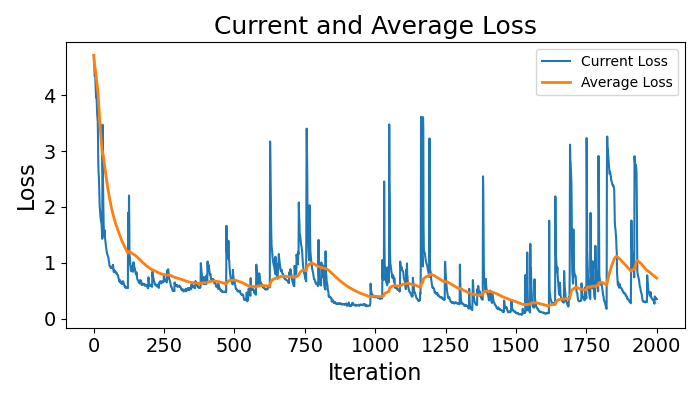 Current and Average Loss
Current Loss
Average Loss
Loss
4
3
2
1
0
0 250 500 750 1000 1250 1500 1750 2000
Iteration